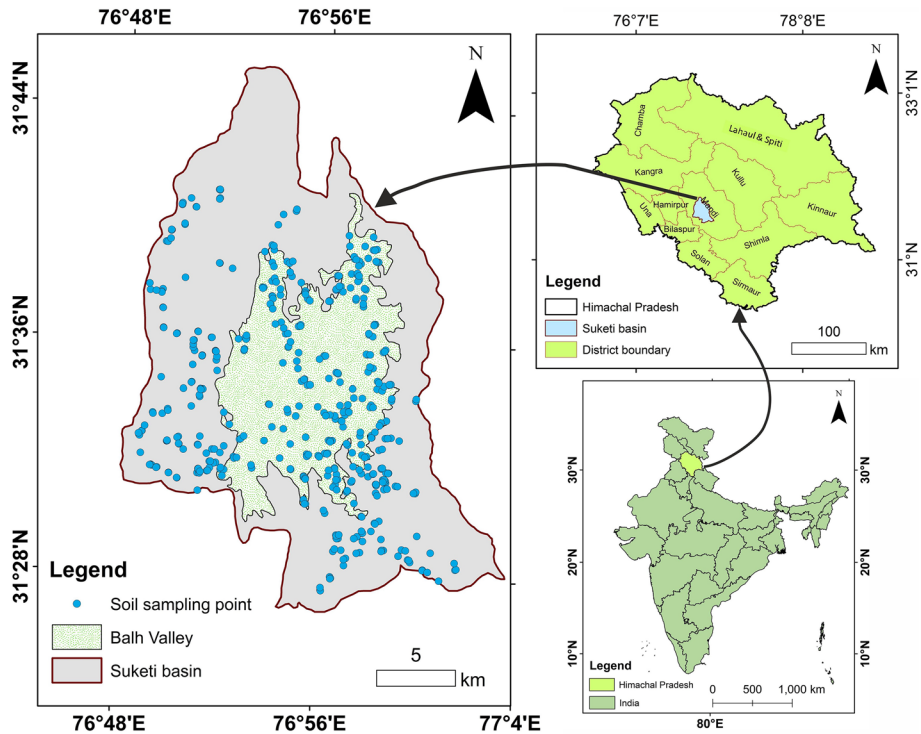 76°48'E
76°56'E
31°44'N
31°36'N
31°28'N
N
Legend
Soil sampling point
Balh Valley
Suketi basin
5
km
76°48'E
76°56'E
77°4'E
76°7'E
78°8'E
33°1'N
31°N
N
Chamba
Lahaul & Spiti
Kangra
Kullu
Mandi
Hamirpur
Una
Bilaspur
Kinnaur
Shimla
Solan
Sirmaur
Legend
Himachal Pradesh
Suketi basin
District boundary
100
km
N
30°N
20°N
10°N
30°N
20°N
10°N
Legend
Himachal Pradesh
India
0 500 1,000 km
80°E